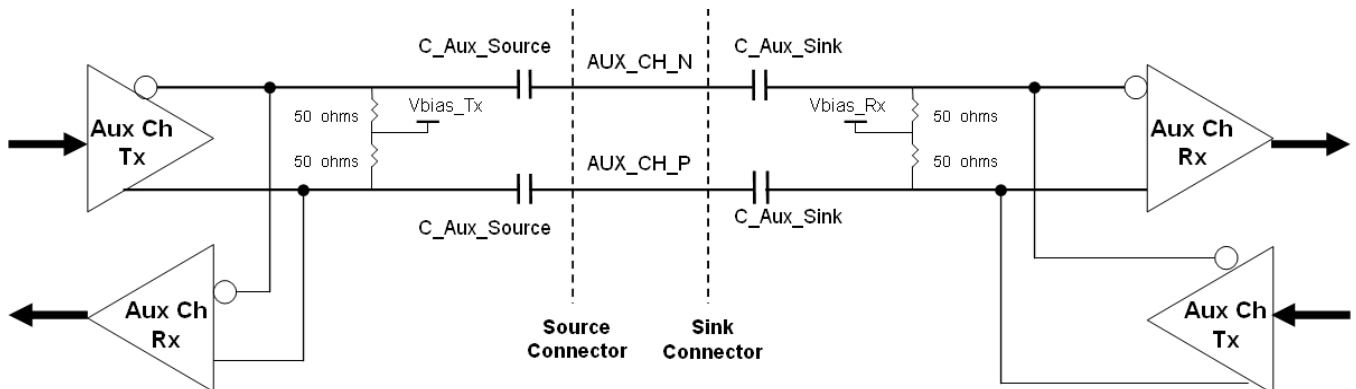 C_Aux_Source
AUX_CH_N
C_Aux_Sink
Aux Ch
Tx
50 ohms
Vbias_Tx
50 ohms
Vbias_Rx
50 ohms
50 ohms
Aux Ch
Rx
AUX_CH_P
C_Aux_Source
C_Aux_Sink
Aux Ch
Rx
Source
Connector
Sink
Connector
Aux Ch
Tx